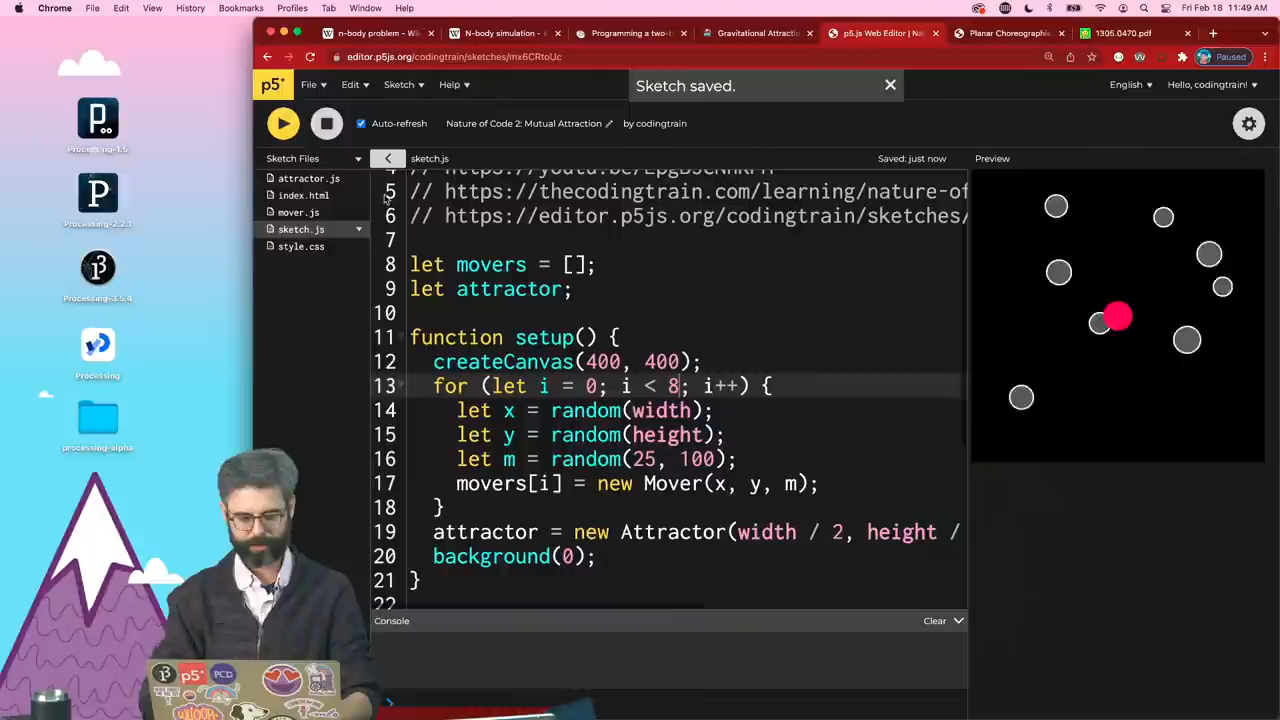 Chrome File Edit View History Bookmarks Profiles Tab Window Help Fri Feb 18 11:49 AM
n-body problem - Wik N-body simulation - W Programming a two-b Gravitational Attractio p5.js Web Editor | Na Planar Choreographie 1305.0470.pdf
editor.p5js.org/codingtrain/sketches/mx6CRtoUc Paused
p5* File Edit Sketch Help Sketch saved. English Hello, codingtrain!
Auto-refresh Nature of Code 2: Mutual Attraction by codingtrain
Sketch Files sketch.js Saved: just now Preview
attractor.js
index.html
mover.js
sketch.js
style.css
5 // https://thecodingtrain.com/learning/nature-of
6 // https://editor.p5js.org/codingtrain/sketches/
7
8 let movers = [];
9 let attractor;
10
11 function setup() {
12 createCanvas(400, 400);
13 for (let i = 0; i < 8; i++) {
14 let x = random(width);
15 let y = random(height);
16 let m = random(25, 100);
17 movers[i] = new Mover(x, y, m);
18 }
19 attractor = new Attractor(width / 2, height /
20 background(0);
21 }
22
Console Clear
Processing-1.5
Processing-2.2.1
Processing-3.5.4
Processing
processing-alpha
p5*
PCD